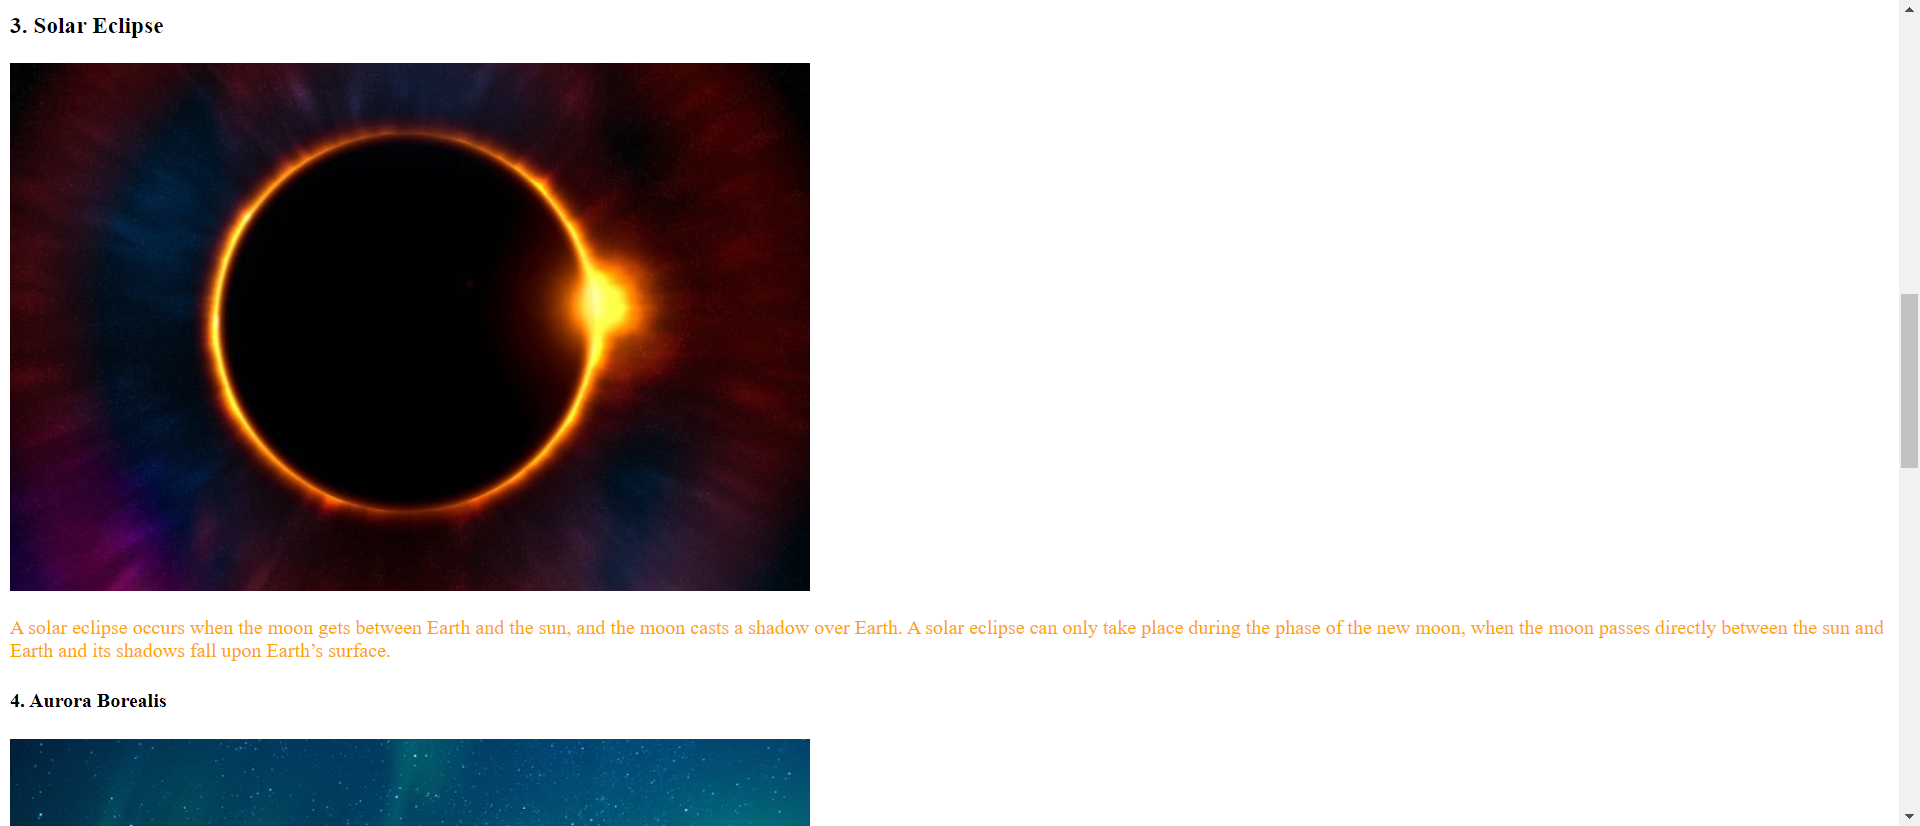 3. Solar Eclipse
A solar eclipse occurs when the moon gets between Earth and the sun, and the moon casts a shadow over Earth. A solar eclipse can only take place during the phase of the new moon, when the moon passes directly between the sun and
Earth and its shadows fall upon Earth’s surface.
4. Aurora Borealis